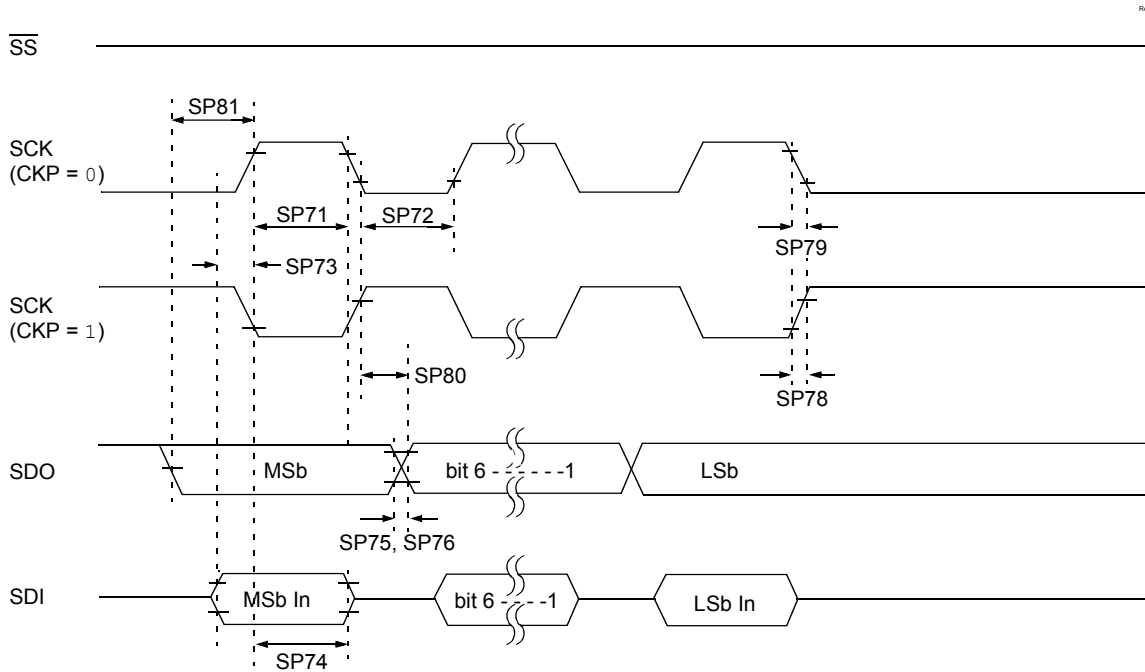 SS
SP81
SCK
(CKP = 0)
SP71
SP72
SP79
SP73
SCK
(CKP = 1)
SP80
SP78
SDO
MSb
bit 6 - - - - - -1
LSb
SP75, SP76
SDI
MSb In
bit 6 - - - - -1
LSb In
SP74